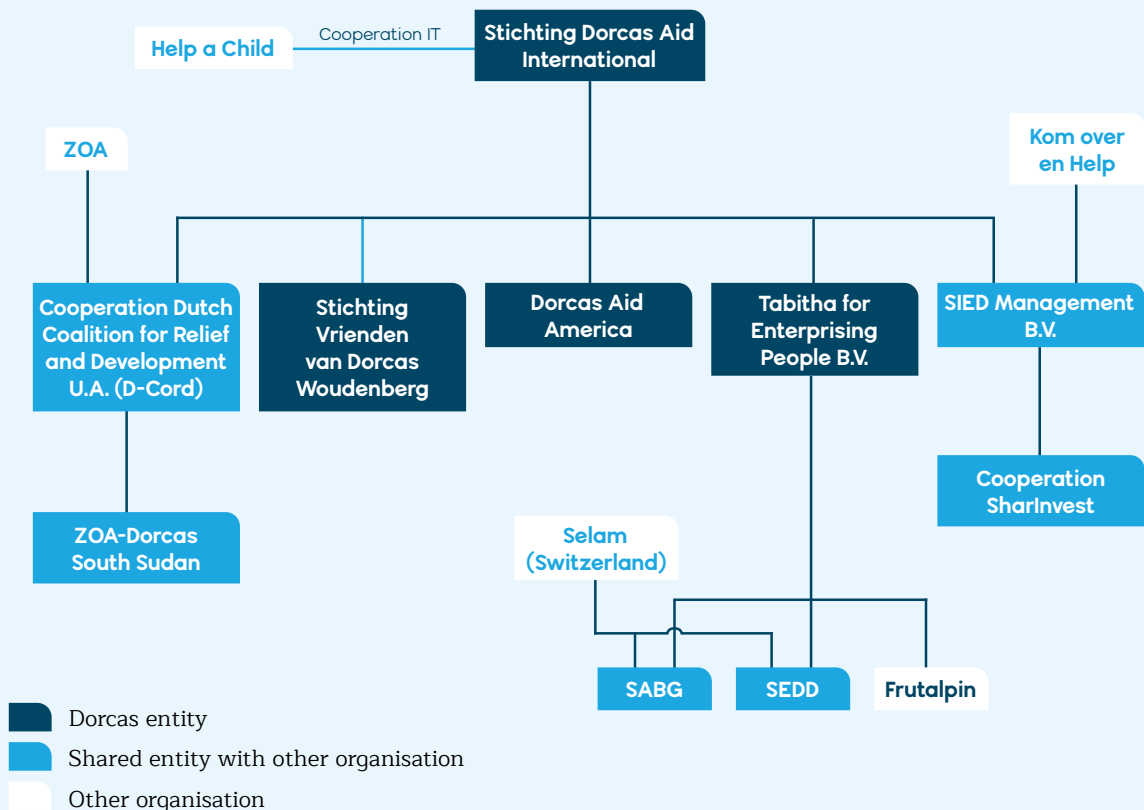 Help a Child
Cooperation IT
Stichting Dorcas Aid
International
ZOA
Kom over
en Help
Cooperation Dutch
Coalition for Relief
and Development
U.A. (D-Cord)
Stichting
Vrienden
van Dorcas
Woudenberg
Dorcas Aid
America
Tabitha for
Enterprising
People B.V.
SIED Management
B.V.
Cooperation
SharInvest
ZOA-Dorcas
South Sudan
Selam
(Switzerland)
SABG
SEDD
Frutalpin
Dorcas entity
Shared entity with other organisation
Other organisation